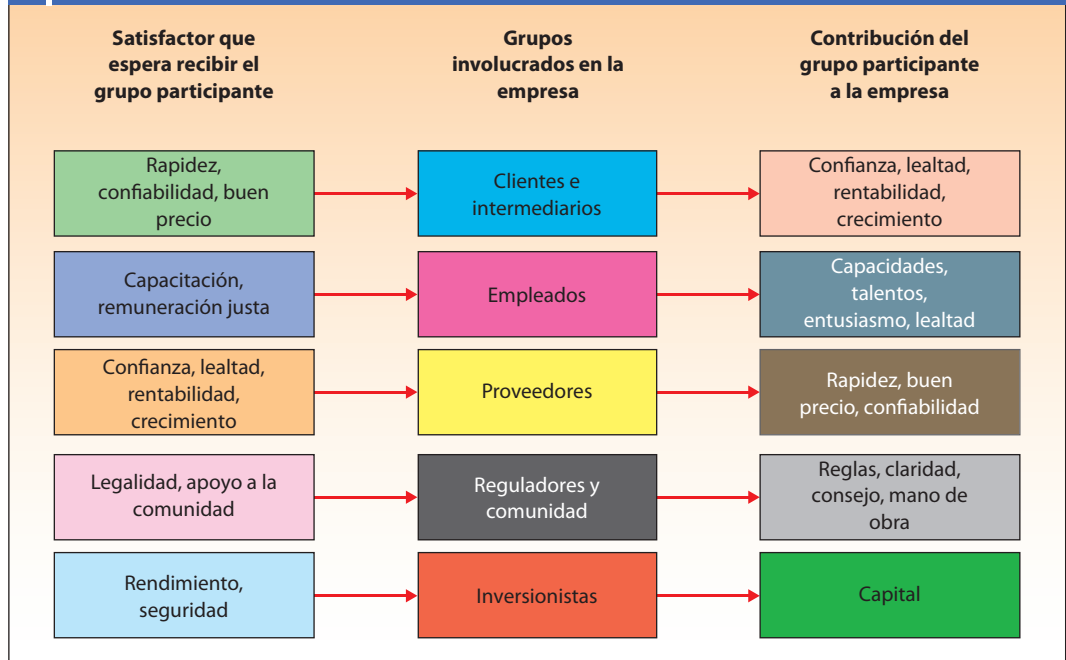 Satisfactor que
espera recibir el
grupo participante
Grupos
involucrados en la
empresa
Contribución del
grupo participante
a la empresa
Rapidez,
confiabilidad, buen
precio
Clientes e
intermediarios
Confianza, lealtad,
rentabilidad,
crecimiento
Capacitación,
remuneración justa
Empleados
Capacidades,
talentos,
entusiasmo, lealtad
Confianza, lealtad,
rentabilidad,
crecimiento
Proveedores
Rapidez, buen
precio, confiabilidad
Legalidad, apoyo a la
comunidad
Reguladores y
comunidad
Reglas, claridad,
consejo, mano de
obra
Rendimiento,
seguridad
Inversionistas
Capital